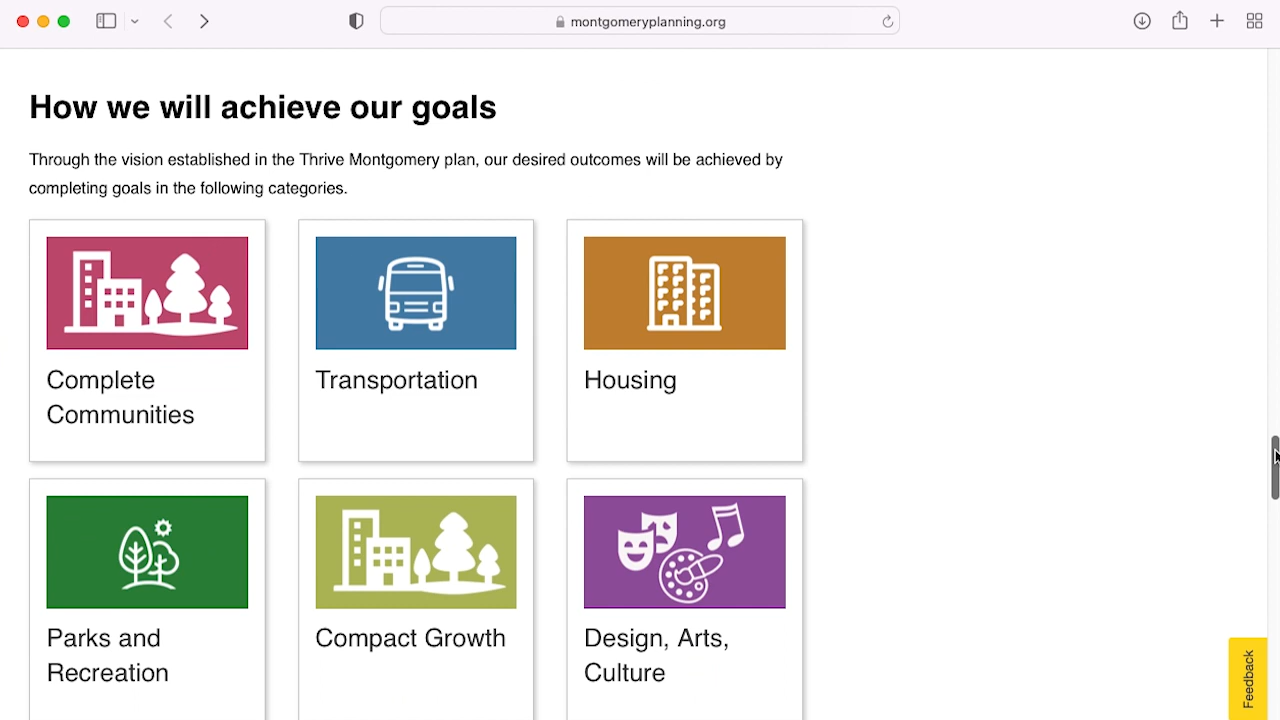 montgomeryplanning.org
How we will achieve our goals
Through the vision established in the Thrive Montgomery plan, our desired outcomes will be achieved by
completing goals in the following categories.
Complete
Communities
Transportation
Housing
Parks and
Recreation
Compact Growth
Design, Arts,
Culture
Feedback